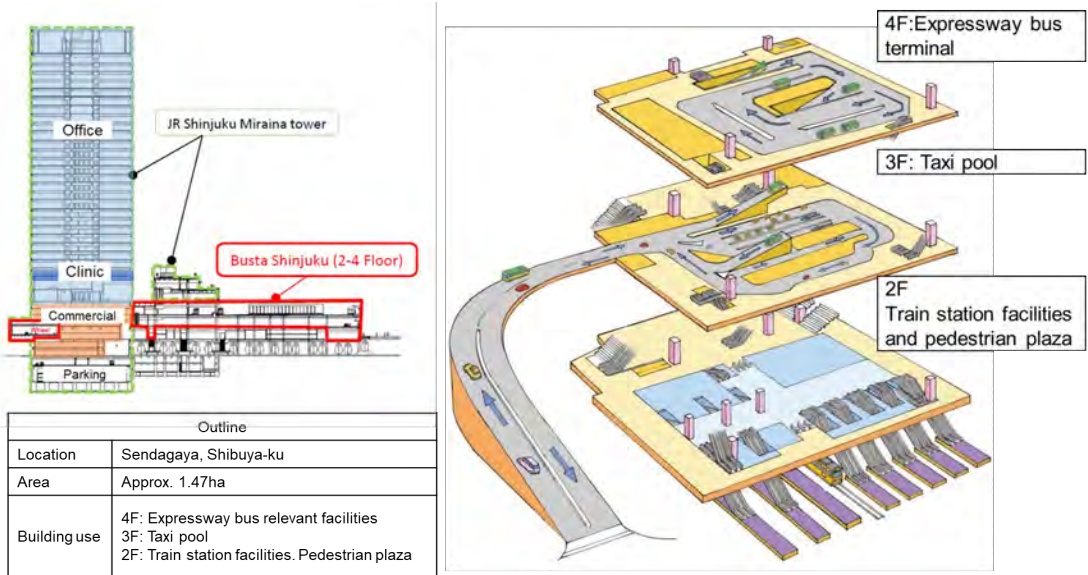 Office
JR Shinjuku Miraina tower
Clinic
Busta Shinjuku (2-4 Floor)
Commercial
Parking
4F:Expressway bus
terminal
3F: Taxi pool
2F
Train station facilities
and pedestrian plaza
Outline
Location Sendagaya, Shibuya-ku
Area Approx. 1.47ha
Building use
4F: Expressway bus relevant facilities
3F: Taxi pool
2F: Train station facilities. Pedestrian plaza